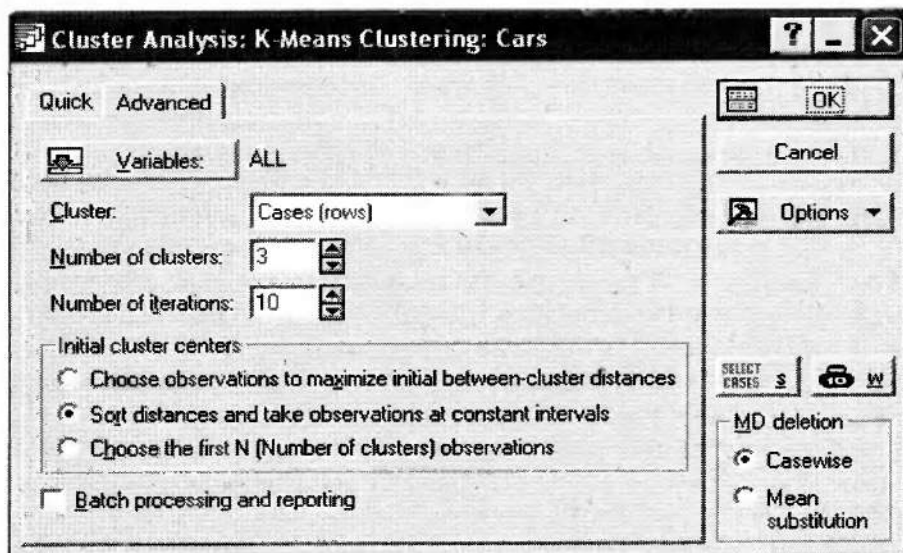 Cluster Analysis: K-Means Clustering: Cars
Quick Advanced
Variables: ALL
Cluster: Cases (rows)
Number of clusters: 3
Number of iterations: 10
Initial cluster centers
Choose observations to maximize initial between-cluster distances
Sort distances and take observations at constant intervals
Choose the first N (Number of clusters) observations
Batch processing and reporting
OK
Cancel
Options
SELECT CASES S W
MD deletion
Casewise
Mean
substitution